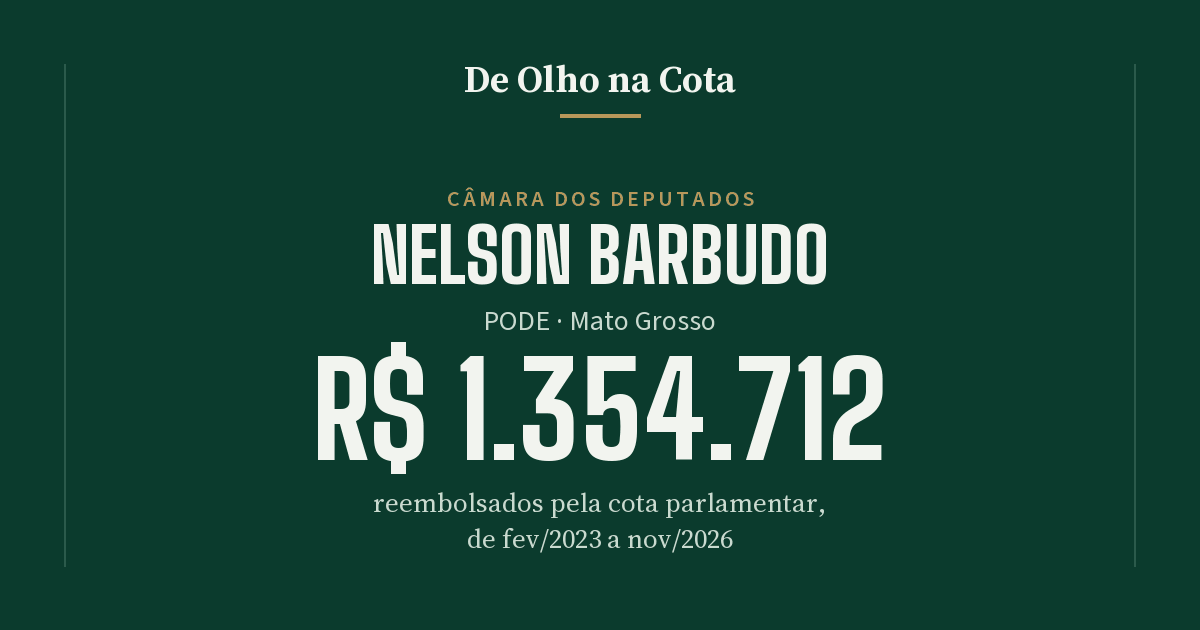 De Olho na Cota
CÂMARA DOS DEPUTADOS
NELSON BARBUDO
PODE · Mato Grosso
R$ 1.354.712
reembolsados pela cota parlamentar,
de fev/2023 a nov/2026